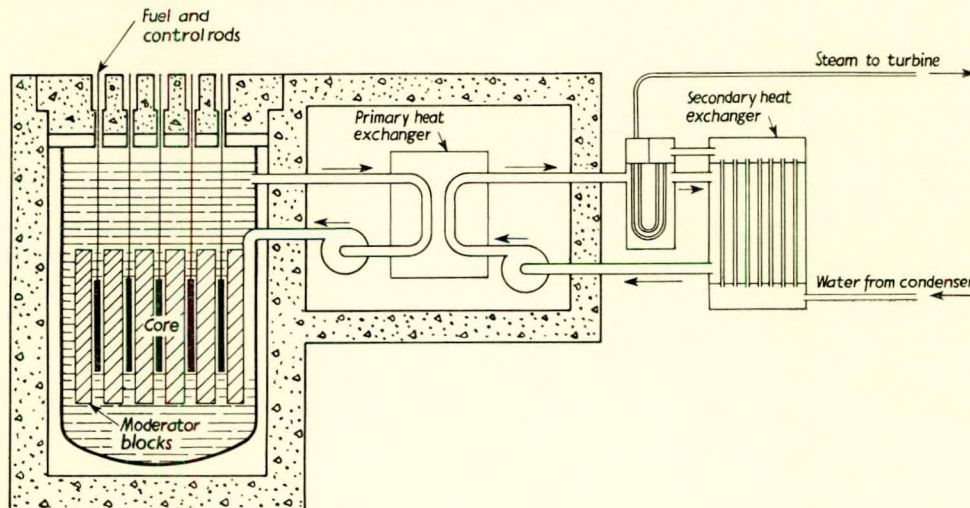 Fuel and
control rods
Steam to turbine
Secondary heat
exchanger
Primary heat
exchanger
Water from condenser
Core
Moderator
blocks